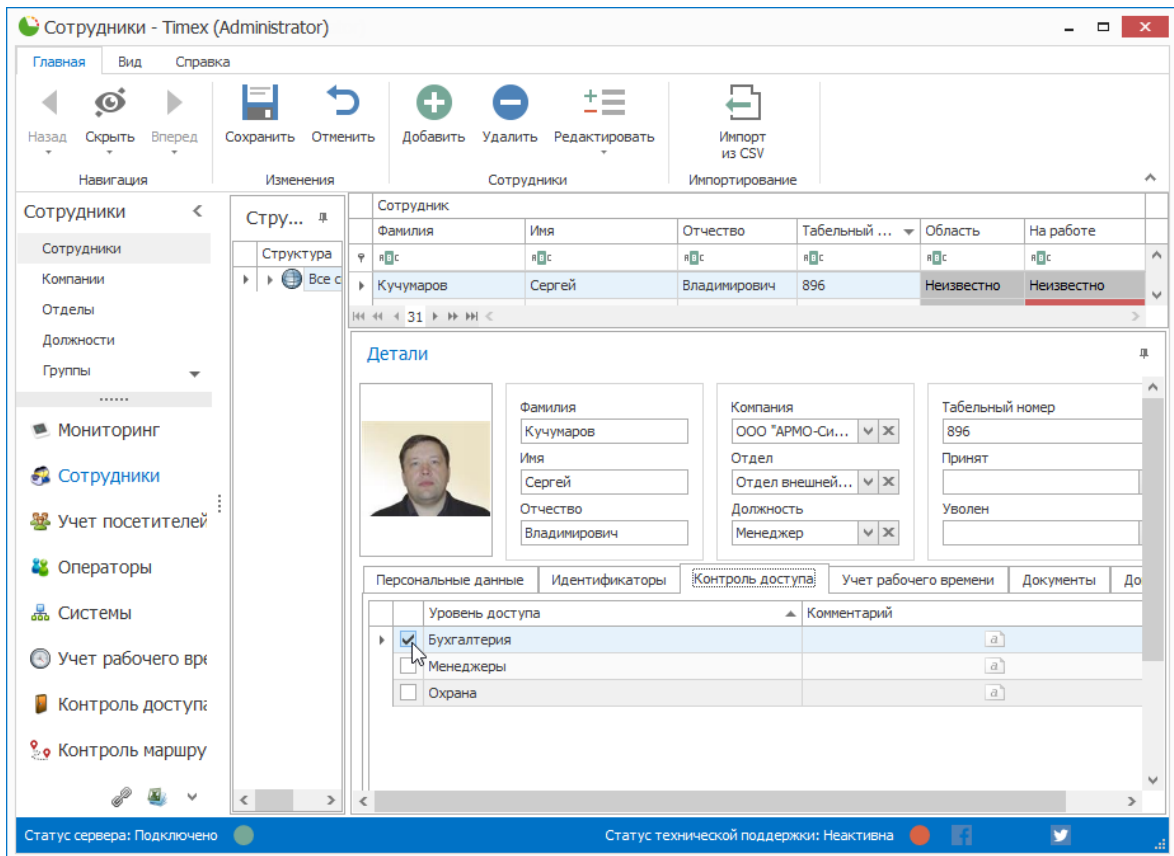 Сотрудники - Timex (Administrator)
Главная Вид Справка
Назад Скрыть Вперед Сохранить Отменить Добавить Удалить Редактировать Импорт из CSV
Навигация Изменения Сотрудники Импортирование
Сотрудники
Сотрудники
Компании
Отделы
Должности
Группы
Мониторинг
Сотрудники
Учет посетителей
Операторы
Системы
Учет рабочего вре
Контроль доступа
Контроль маршру
Стру...
Структура
Все с
Сотрудник
Фамилия Имя Отчество Табельный ... Область На работе
Кучумаров Сергей Владимирович 896 Неизвестно Неизвестно
31
Детали
Фамилия Компания Табельный номер
Кучумаров ООО "АРМО-Си... 896
Имя Отдел Принят
Сергей Отдел внешней...
Отчество Должность Уволен
Владимирович Менеджер
Персональные данные Идентификаторы Контроль доступа Учет рабочего времени Документы До
Уровень доступа Комментарий
Бухгалтерия a
Менеджеры a
Охрана a
Статус сервера: Подключено Статус технической поддержки: Неактивна